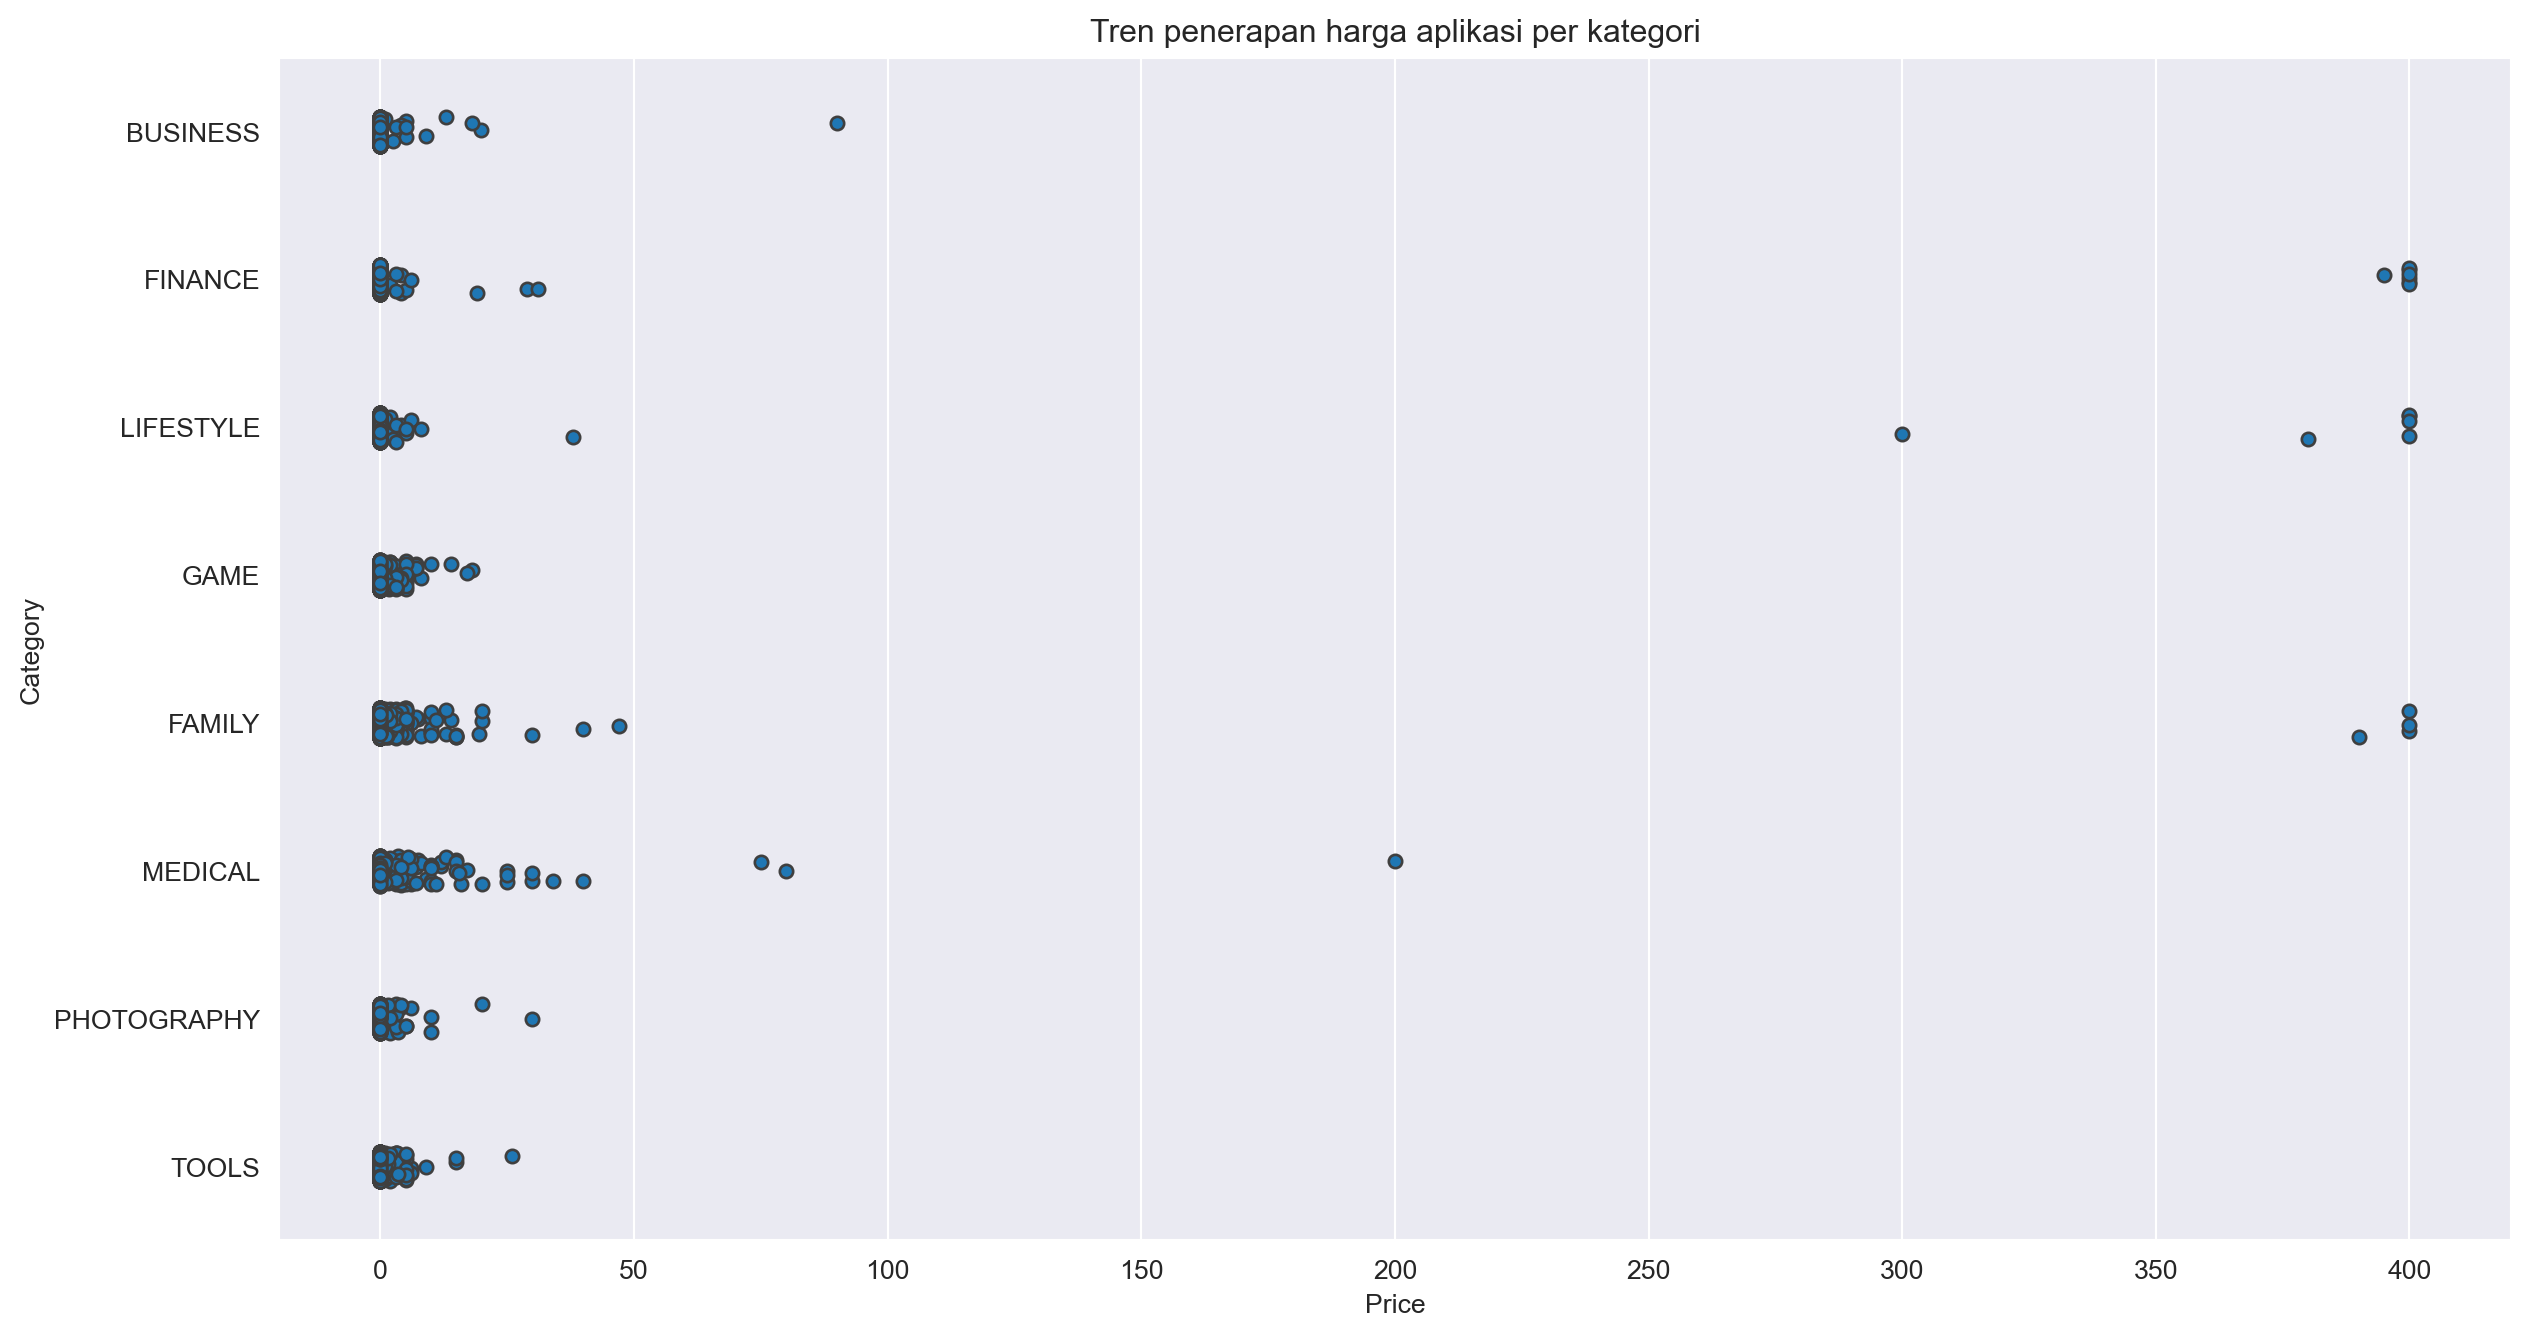 Tren penerapan harga aplikasi per kategori
Category
BUSINESS
FINANCE
LIFESTYLE
GAME
FAMILY
MEDICAL
PHOTOGRAPHY
TOOLS
0 50 100 150 200 250 300 350 400
Price